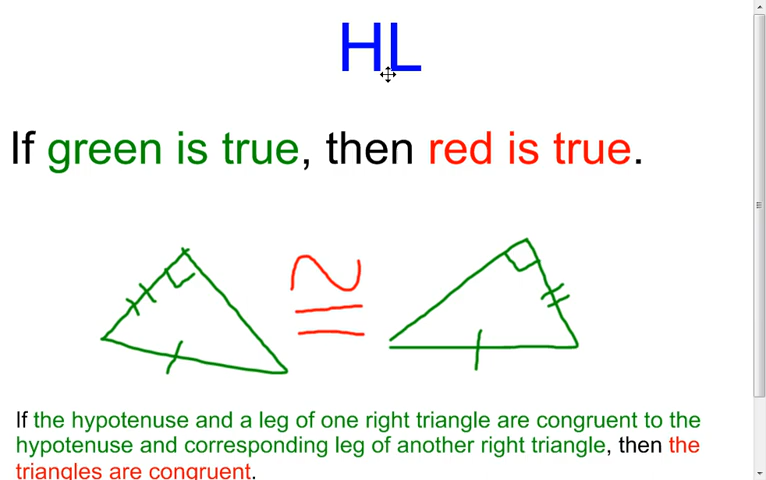 HL
If green is true, then red is true.
≅
If the hypotenuse and a leg of one right triangle are congruent to the
hypotenuse and corresponding leg of another right triangle, then the
triangles are congruent.